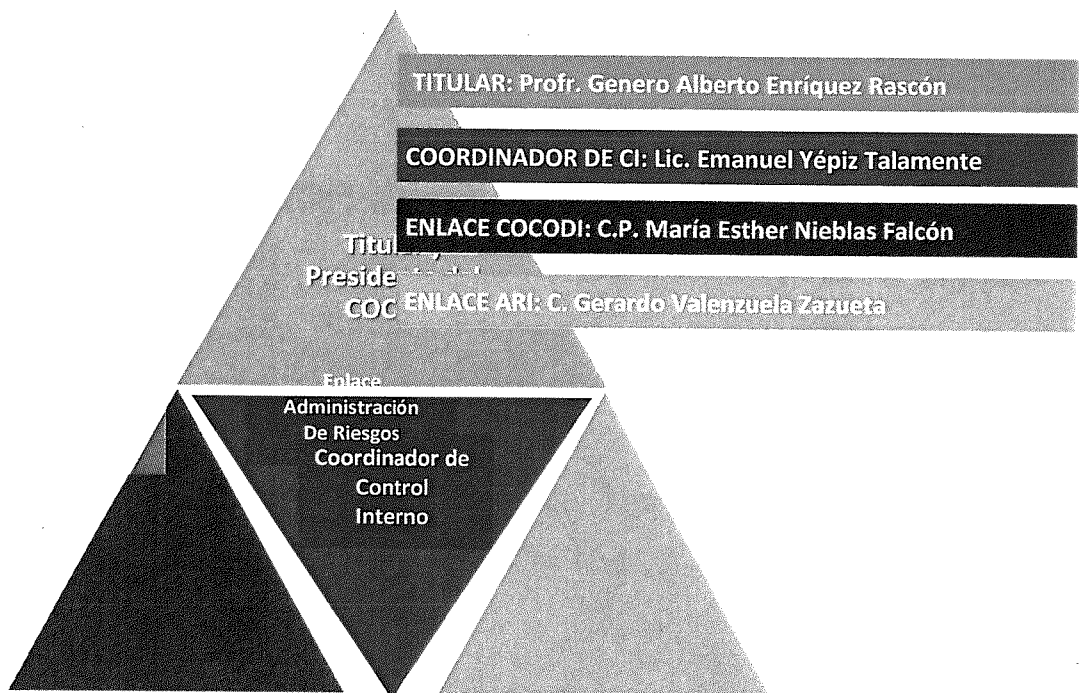 TITULAR: Profr. Genero Alberto Enríquez Rascón
COORDINADOR DE CI: Lic. Emanuel Yépiz Talamente
ENLACE COCODI: C.P. María Esther Nieblas Falcón
ENLACE ARI: C. Gerardo Valenzuela Zazueta
Enlace
Administración
De Riesgos
Coordinador de
Control
Interno